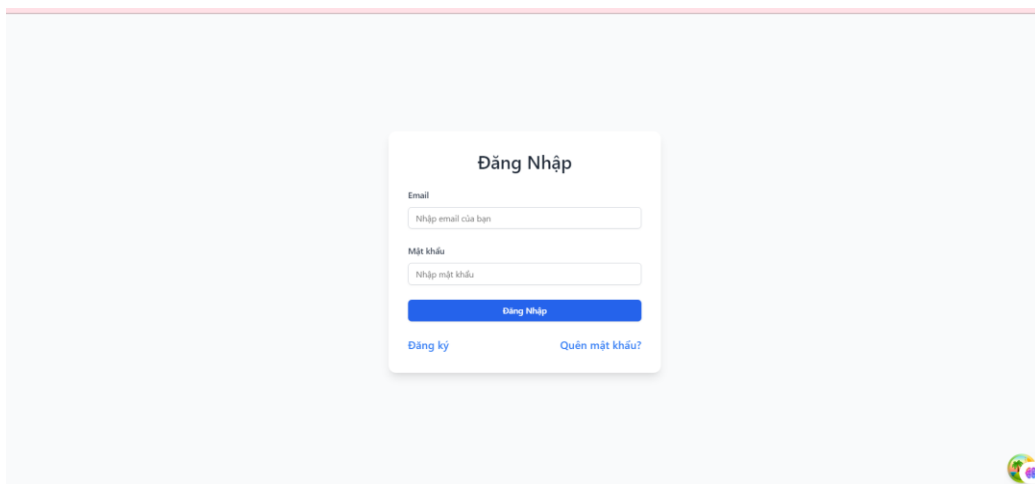 Đăng Nhập
Email
Nhập email của bạn
Mật khẩu
Nhập mật khẩu
Đăng Nhập
Đăng ký Quên mật khẩu?